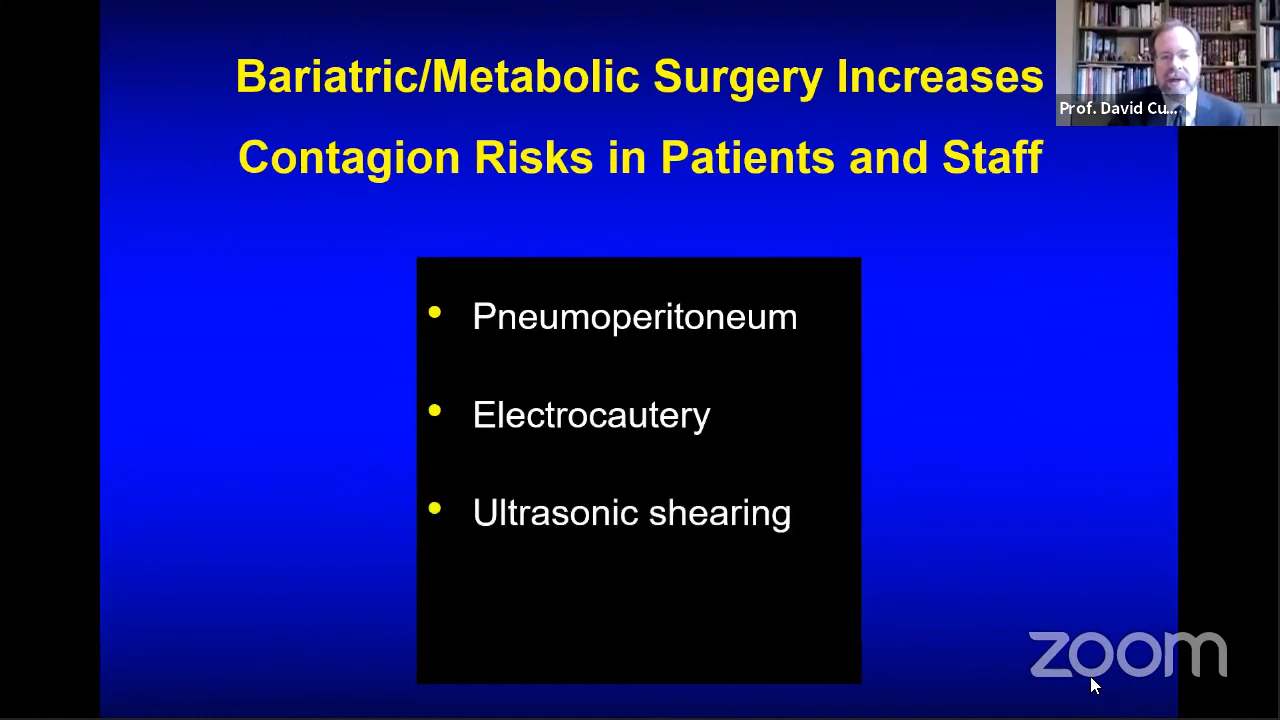 Bariatric/Metabolic Surgery Increases
Contagion Risks in Patients and Staff
Prof. David Cu...
• Pneumoperitoneum
• Electrocautery
• Ultrasonic shearing
zoom